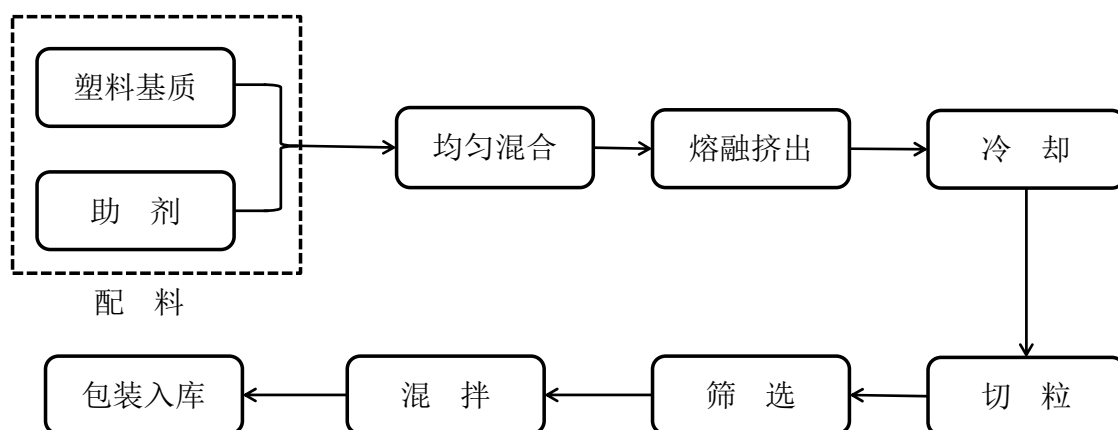 塑料基质
助 剂
配 料
均匀混合
熔融挤出
冷 却
切 粒
筛 选
混 拌
包装入库